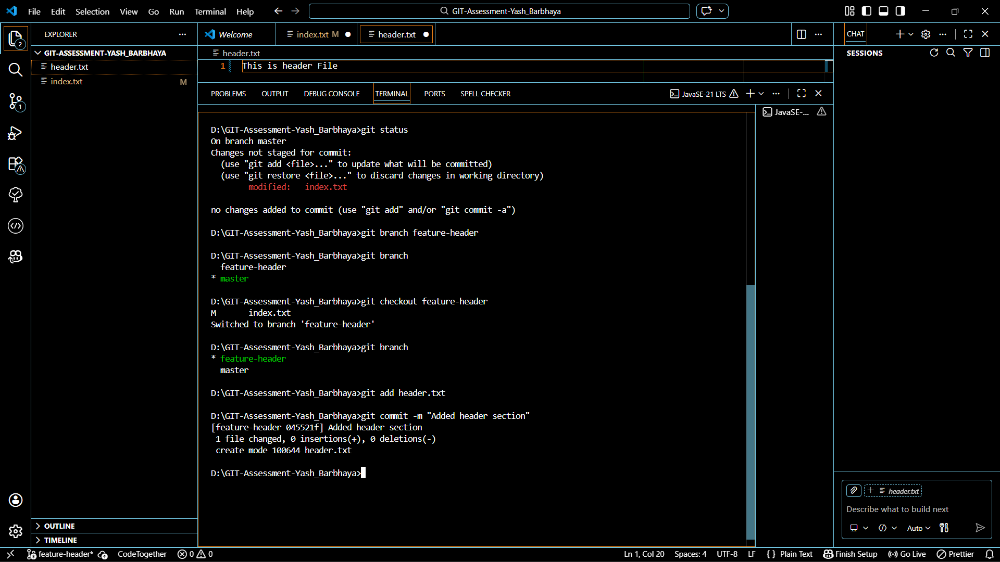 File Edit Selection View Go Run Terminal Help
GIT-Assessment-Yash_Barbhaya
EXPLORER
2
GIT-ASSESSMENT-YASH_BARBHAYA
header.txt
index.txt M
1
Welcome
index.txt M
header.txt
header.txt
1 This is header File
PROBLEMS OUTPUT DEBUG CONSOLE TERMINAL PORTS SPELL CHECKER
JavaSE-21 LTS
JavaSE-...
D:\GIT-Assessment-Yash_Barbhaya>git status
On branch master
Changes not staged for commit:
(use "git add <file>..." to update what will be committed)
(use "git restore <file>..." to discard changes in working directory)
modified: index.txt
no changes added to commit (use "git add" and/or "git commit -a")
D:\GIT-Assessment-Yash_Barbhaya>git branch feature-header
D:\GIT-Assessment-Yash_Barbhaya>git branch
feature-header
* master
D:\GIT-Assessment-Yash_Barbhaya>git checkout feature-header
M index.txt
Switched to branch 'feature-header'
D:\GIT-Assessment-Yash_Barbhaya>git branch
* feature-header
master
D:\GIT-Assessment-Yash_Barbhaya>git add header.txt
D:\GIT-Assessment-Yash_Barbhaya>git commit -m "Added header section"
[feature-header 045521f] Added header section
1 file changed, 0 insertions(+), 0 deletions(-)
create mode 100644 header.txt
D:\GIT-Assessment-Yash_Barbhaya>
CHAT
SESSIONS
header.txt
Describe what to build next
Auto
OUTLINE
TIMELINE
feature-header* CodeTogether 0 0
Ln 1, Col 20 Spaces: 4 UTF-8 LF {} Plain Text Finish Setup Go Live Prettier